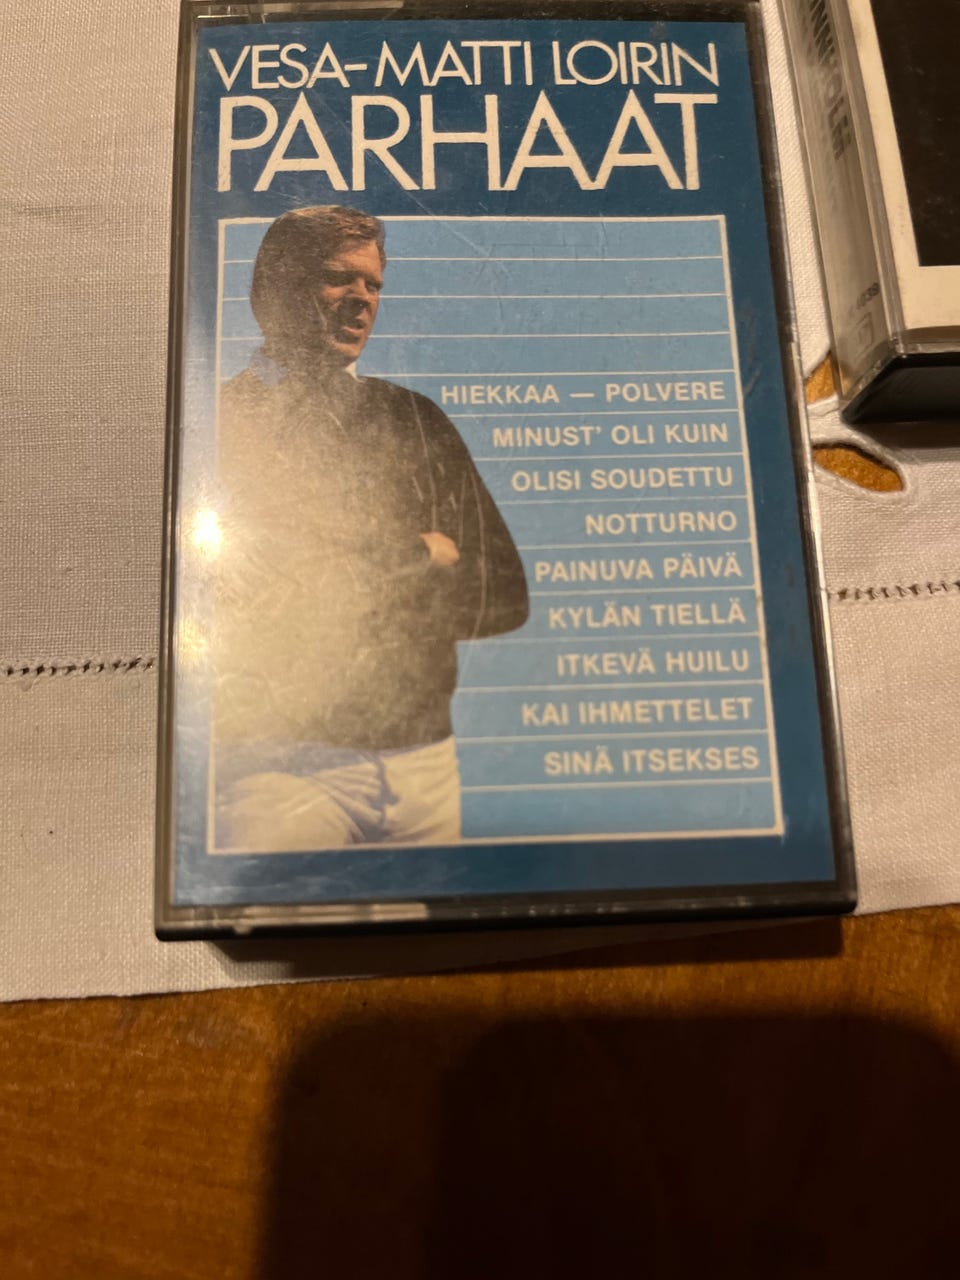 VESA-MATTI LOIRIN
PARHAAT
HIEKKAA — POLVERE
MINUST' OLI KUIN
OLISI SOUDETTU
NOTTURNO
PAINUVA PÄIVÄ
KYLÄN TIELLÄ
ITKEVÄ HUILU
KAI IHMETTELET
SINÄ ITSEKSES